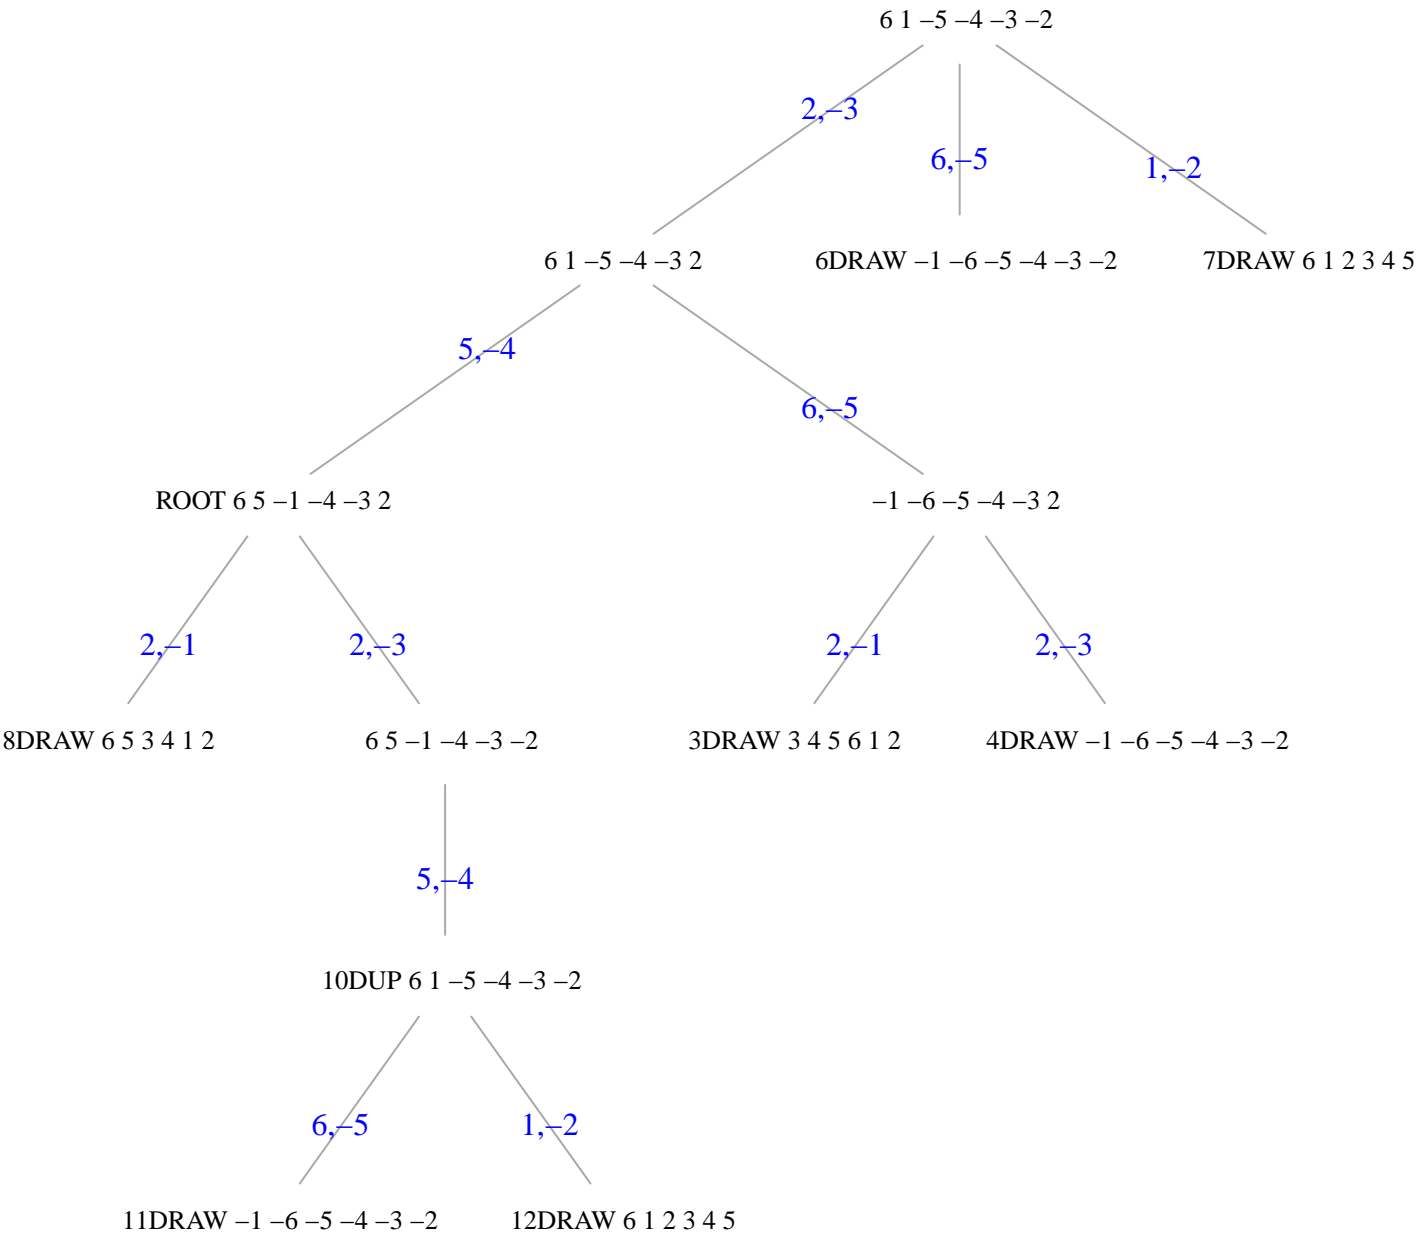 6 1 –5 –4 –3 –2
2,–3
6,–5
1,–2
6 1 –5 –4 –3 2
6DRAW –1 –6 –5 –4 –3 –2
7DRAW 6 1 2 3 4 5
5,–4
6,–5
ROOT 6 5 –1 –4 –3 2
–1 –6 –5 –4 –3 2
2,–1
2,–3
2,–1
2,–3
8DRAW 6 5 3 4 1 2
6 5 –1 –4 –3 –2
3DRAW 3 4 5 6 1 2
4DRAW –1 –6 –5 –4 –3 –2
5,–4
10DUP 6 1 –5 –4 –3 –2
6,–5
1,–2
11DRAW –1 –6 –5 –4 –3 –2
12DRAW 6 1 2 3 4 5